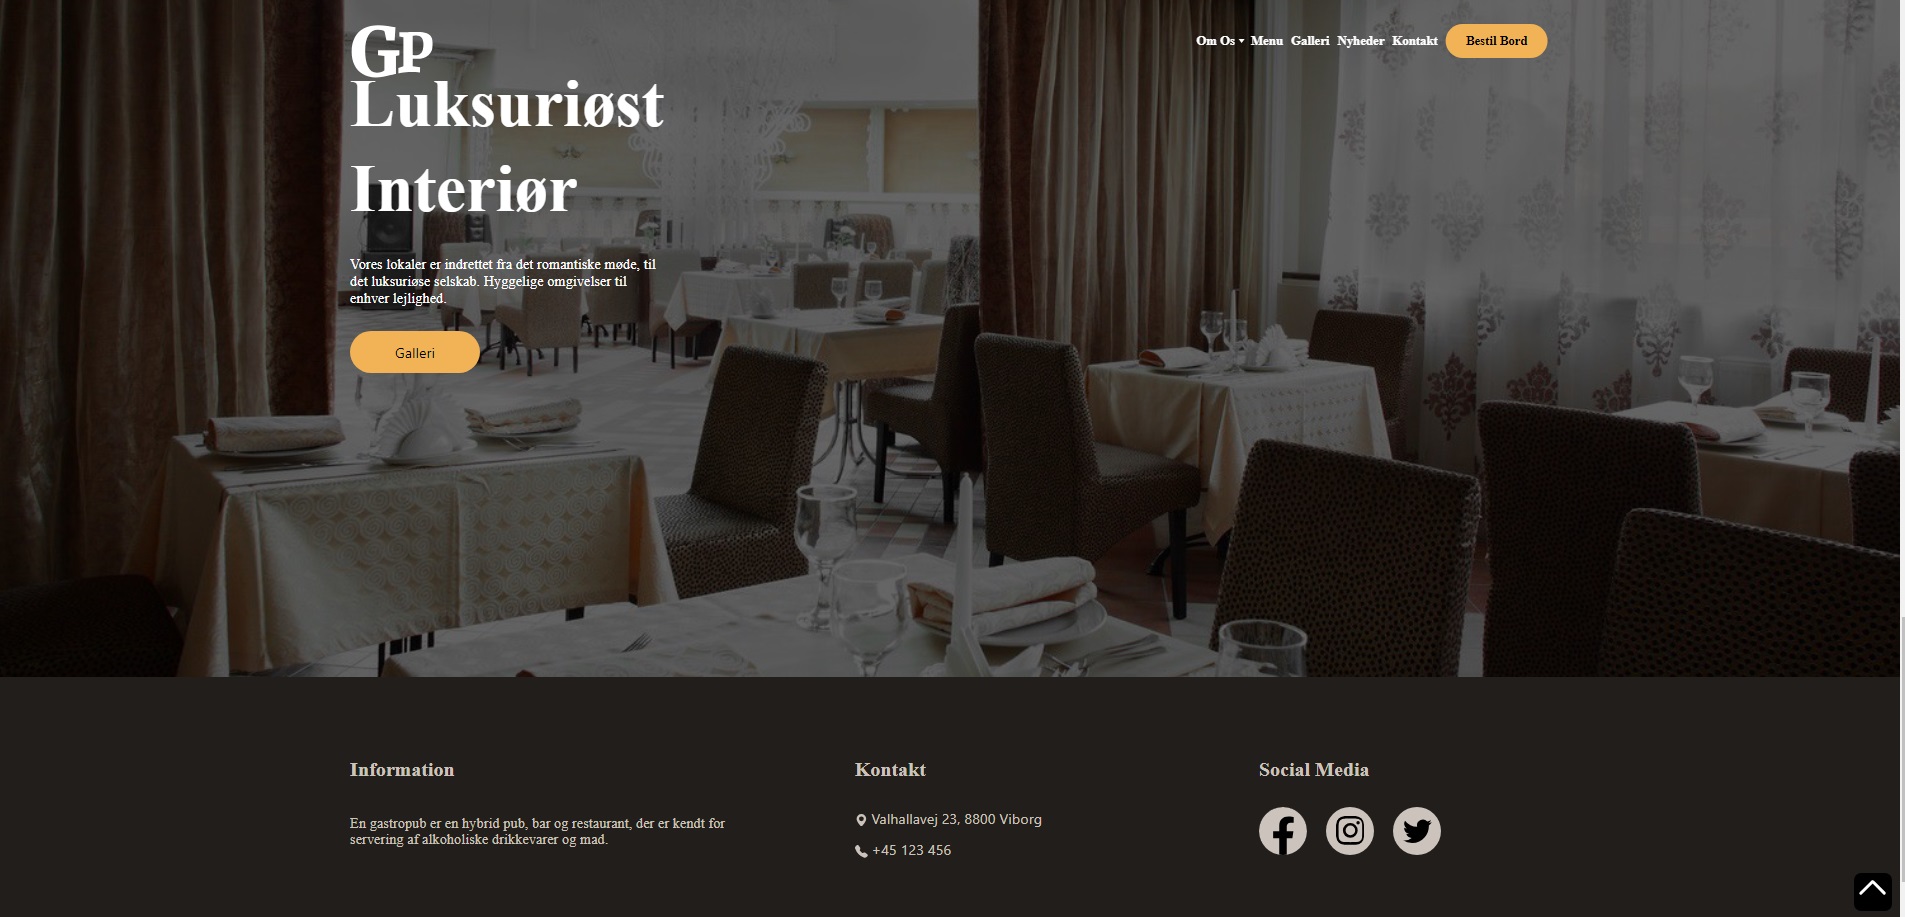 GP
Om Os Menu Galleri Nyheder Kontakt Bestil Bord
Luksuriøst
Interiør
Vores lokaler er indrettet fra det romantiske møde, til
det luksuriøse selskab. Hyggelige omgivelser til
enhver lejlighed.
Galleri
Information
En gastropub er en hybrid pub, bar og restaurant, der er kendt for
servering af alkoholiske drikkevarer og mad.
Kontakt
Valhallavej 23, 8800 Viborg
+45 123 456
Social Media